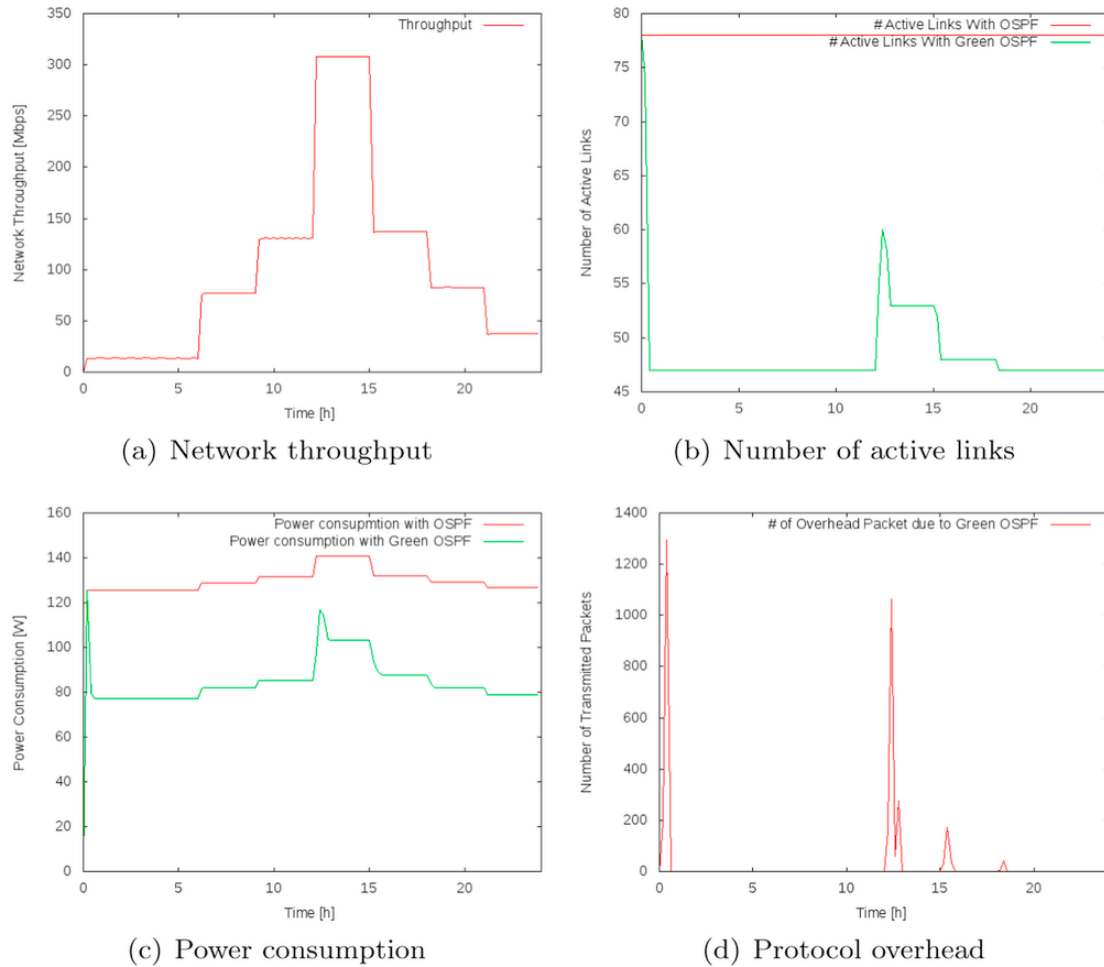 350
300
250
200
150
100
50
0
Network Throughput [Mbps]
Throughput
0 5 10 15 20
Time [h]
(a) Network throughput
80
75
70
65
60
55
50
45
Number of Active Links
# Active Links With OSPF
# Active Links With Green OSPF
0 5 10 15 20
(b) Number of active links
160
140
120
100
80
60
40
20
0
Power Consumption [W]
Power consupmtion with OSPF
Power consumption with Green OSPF
0 5 10 15 20
Time [h]
(c) Power consumption
1400
1200
1000
800
600
400
200
0
Number of Transmitted Packets
# of Overhead Packet due to Green OSPF
0 5 10 15 20
Time [h]
(d) Protocol overhead